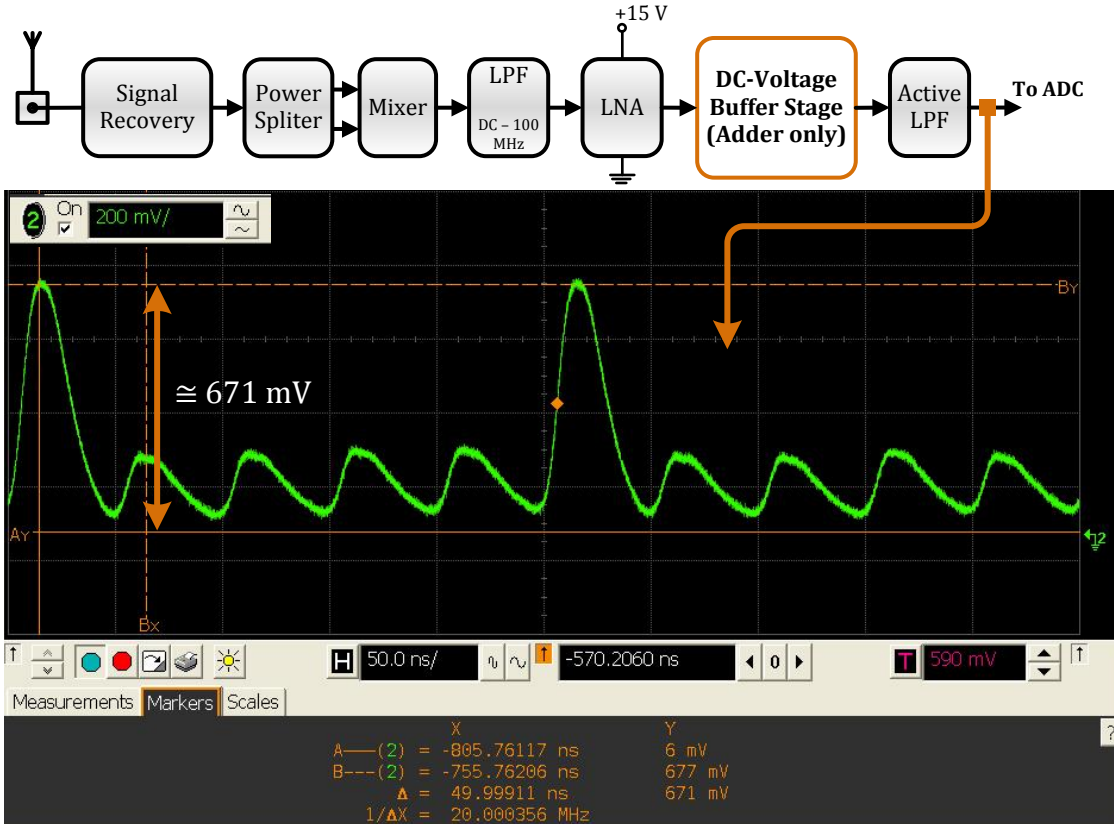 +15 V
Signal
Recovery
Power
Spliter
Mixer
LPF
DC – 100
MHz
LNA
DC-Voltage
Buffer Stage
(Adder only)
Active
LPF
To ADC
2 On 200 mV/
BY
≅ 671 mV
AY
2
BX
H 50.0 ns/ -570.2060 ns 0 T 590 mV
Measurements Markers Scales
?
X Y
A——(2) = -805.76117 ns 6 mV
B---(2) = -755.76206 ns 677 mV
Δ = 49.99911 ns 671 mV
1/ΔX = 20.000356 MHz